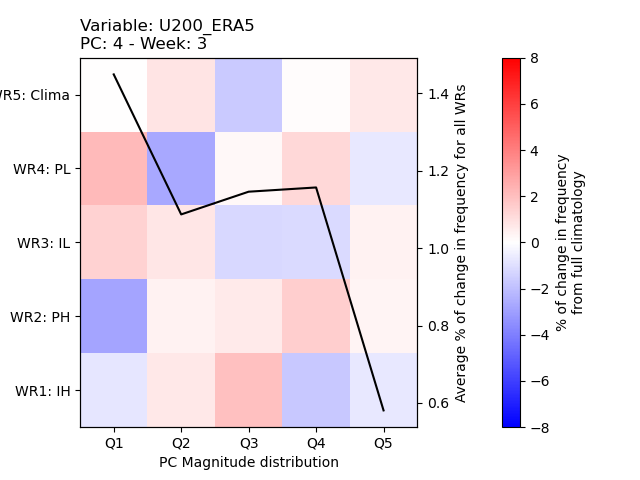 Variable: U200_ERA5
PC: 4 - Week: 3
R5: Clima
WR4: PL
WR3: IL
WR2: PH
WR1: IH
Q1 Q2 Q3 Q4 Q5
PC Magnitude distribution
1.4
1.2
1.0
0.8
0.6
Average % of change in frequency for all WRs
8
6
4
2
0
−2
−4
−6
−8
% of change in frequency
from full climatology